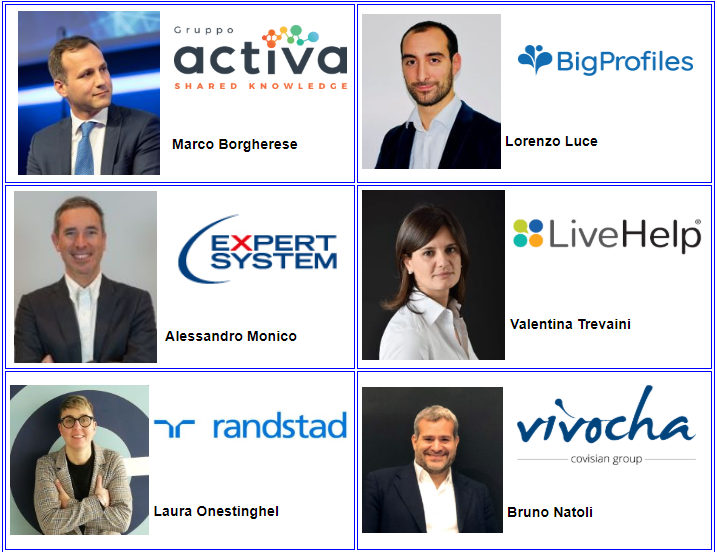 Gruppo
activa
SHARED KNOWLEDGE
Marco Borgherese
BigProfiles
Lorenzo Luce
EXPERT
SYSTEM
Alessandro Monico
LiveHelp®
Valentina Trevaini
randstad
Laura Onestinghel
vivocha
covisian group
Bruno Natoli